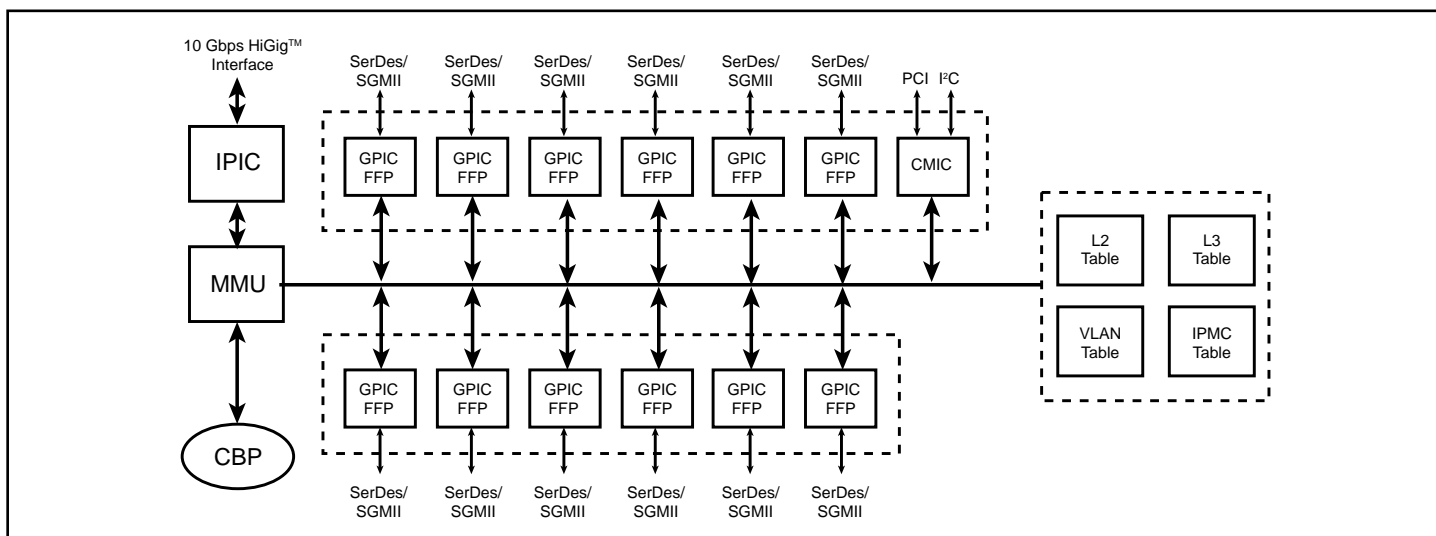 10 Gbps HiGig™
Interface
SerDes/
SGMII
SerDes/
SGMII
SerDes/
SGMII
SerDes/
SGMII
SerDes/
SGMII
SerDes/
SGMII
PCI
I²C
IPIC
GPIC
FFP
GPIC
FFP
GPIC
FFP
GPIC
FFP
GPIC
FFP
GPIC
FFP
CMIC
MMU
L2
Table
L3
Table
VLAN
Table
IPMC
Table
GPIC
FFP
GPIC
FFP
GPIC
FFP
GPIC
FFP
GPIC
FFP
GPIC
FFP
CBP
SerDes/
SGMII
SerDes/
SGMII
SerDes/
SGMII
SerDes/
SGMII
SerDes/
SGMII
SerDes/
SGMII